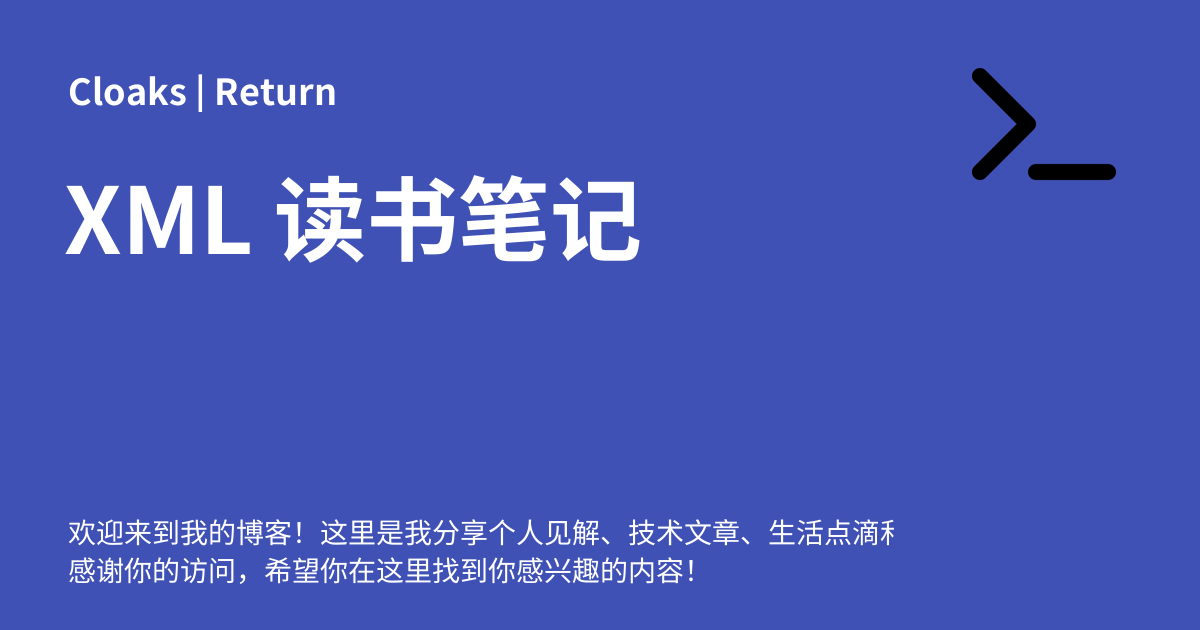 Cloaks | Return
XML 读书笔记
欢迎来到我的博客！这里是我分享个人见解、技术文章、生活点滴
感谢你的访问，希望你在这里找到你感兴趣的内容！